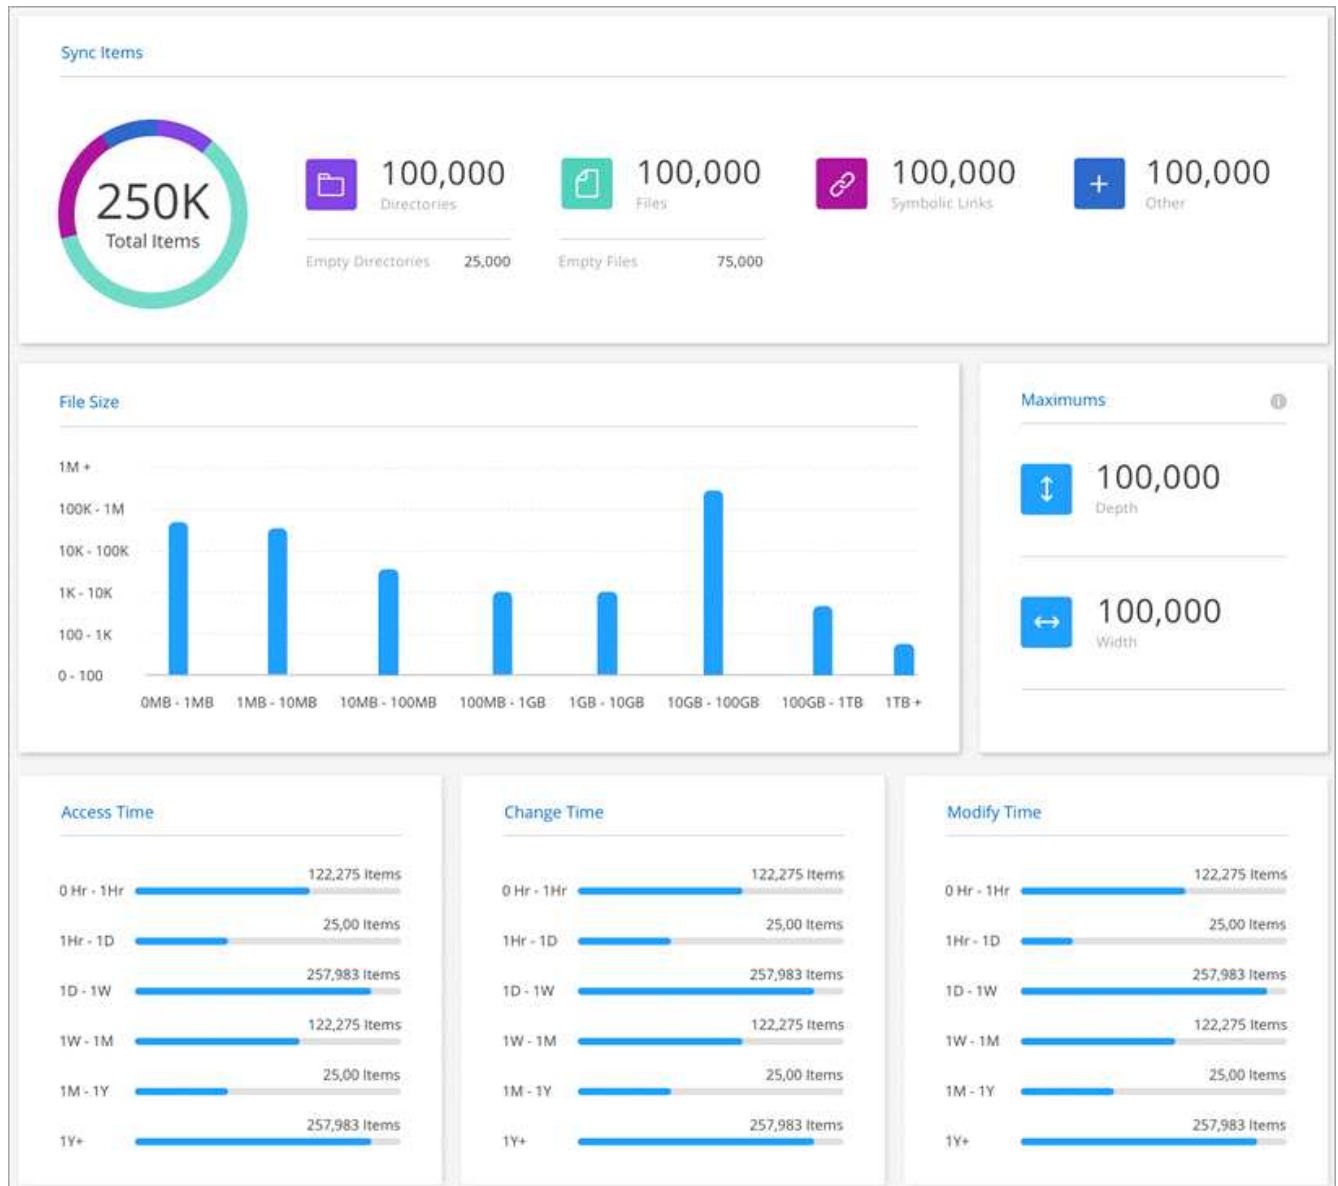 Sync Items
250K
Total Items
100,000
Directories
Empty Directories 25,000
100,000
Files
Empty Files 75,000
100,000
Symbolic Links
100,000
Other
File Size
1M +
100K - 1M
10K - 100K
1K - 10K
100 - 1K
0 - 100
0MB - 1MB 1MB - 10MB 10MB - 100MB 100MB - 1GB 1GB - 10GB 10GB - 100GB 100GB - 1TB 1TB +
Maximums
100,000
Depth
100,000
Width
Access Time
122,275 Items
0 Hr - 1Hr
25,00 Items
1Hr - 1D
257,983 Items
1D - 1W
122,275 Items
1W - 1M
25,00 Items
1M - 1Y
257,983 Items
1Y+
Change Time
122,275 Items
0 Hr - 1Hr
25,00 Items
1Hr - 1D
257,983 Items
1D - 1W
122,275 Items
1W - 1M
25,00 Items
1M - 1Y
257,983 Items
1Y+
Modify Time
122,275 Items
0 Hr - 1Hr
25,00 Items
1Hr - 1D
257,983 Items
1D - 1W
122,275 Items
1W - 1M
25,00 Items
1M - 1Y
257,983 Items
1Y+